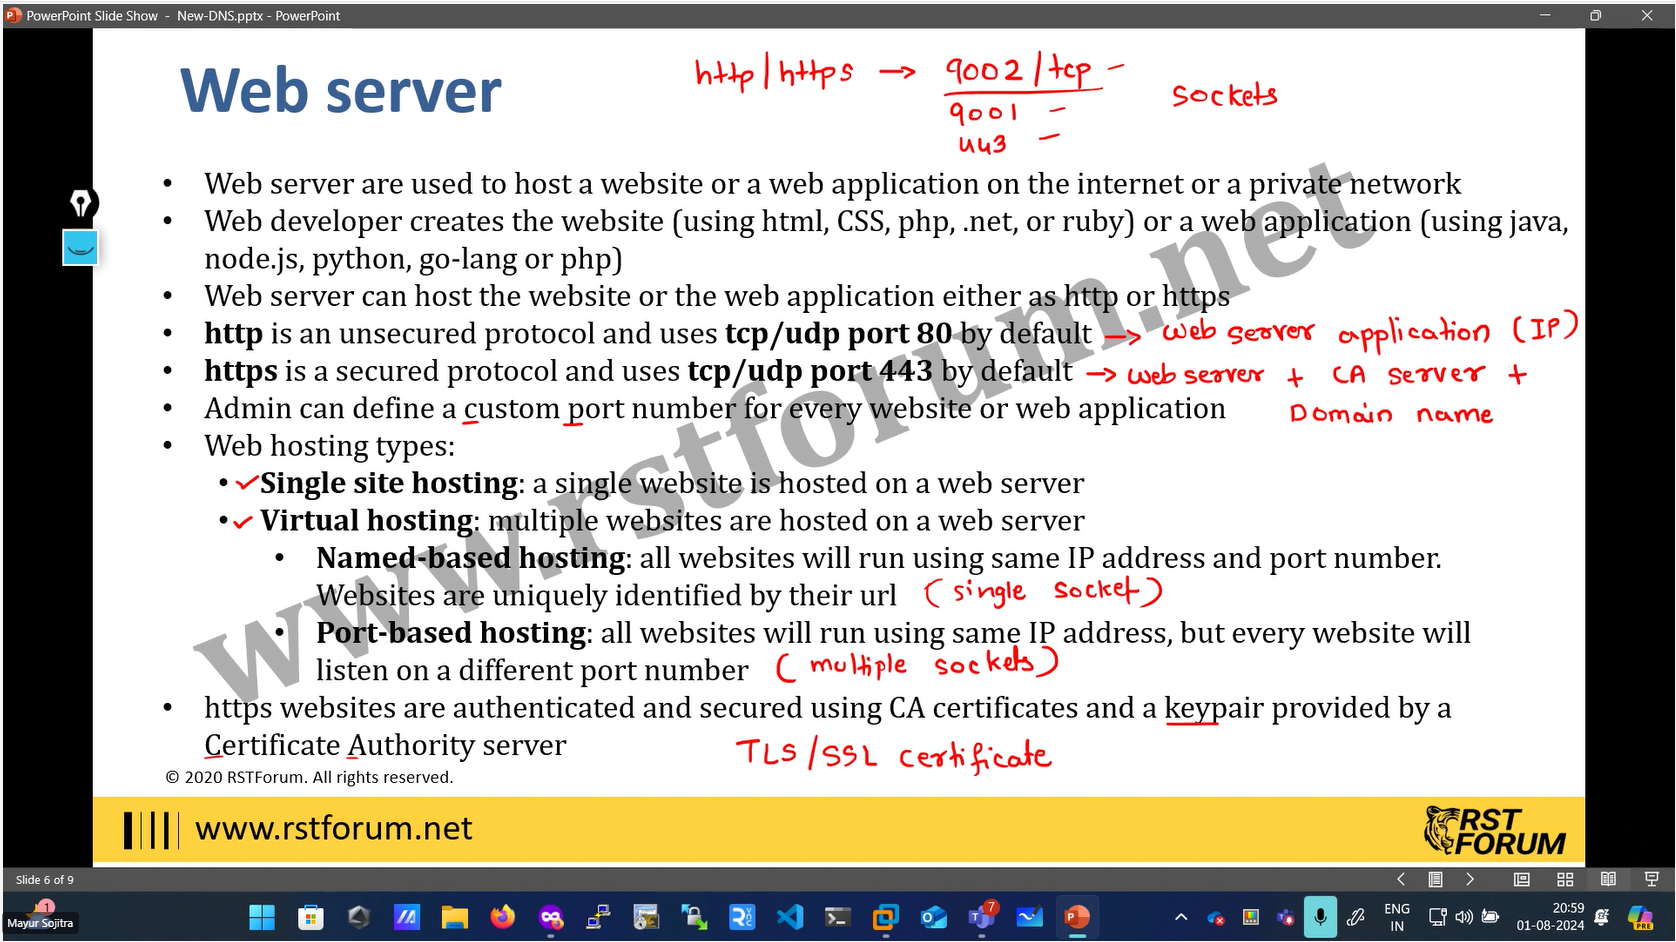 PowerPoint Slide Show - New-DNS.pptx - PowerPoint
Web server
http/https → 9002/tcp -
9001 -
443 -
sockets
• Web server are used to host a website or a web application on the internet or a private network
• Web developer creates the website (using html, CSS, php, .net, or ruby) or a web application (using java,
node.js, python, go-lang or php)
• Web server can host the website or the web application either as http or https
• http is an unsecured protocol and uses tcp/udp port 80 by default → web server application (IP)
• https is a secured protocol and uses tcp/udp port 443 by default → web server + CA server +
• Admin can define a custom port number for every website or web application Domain name
• Web hosting types:
• ✓ Single site hosting: a single website is hosted on a web server
• ✓ Virtual hosting: multiple websites are hosted on a web server
• Named-based hosting: all websites will run using same IP address and port number.
Websites are uniquely identified by their url (single socket)
• Port-based hosting: all websites will run using same IP address, but every website will
listen on a different port number (multiple sockets)
• https websites are authenticated and secured using CA certificates and a keypair provided by a
Certificate Authority server TLS/SSL certificate
www.rstforum.net
© 2020 RSTForum. All rights reserved.
www.rstforum.net
RST
FORUM
Slide 6 of 9
1
Mayur Sojitra
7
ENG
IN
20:59
01-08-2024
PRE